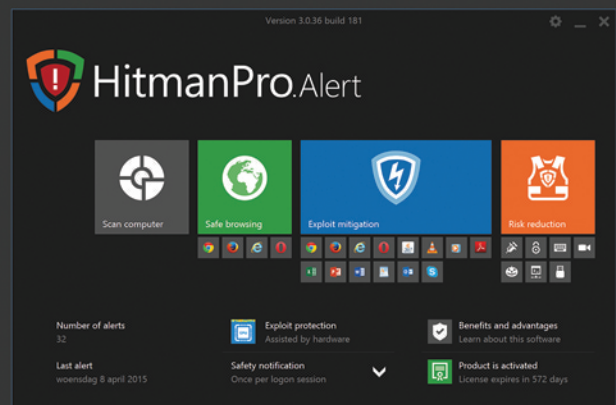 Version 3.0.36 build 181
HitmanPro.Alert
Scan computer
Safe browsing
Exploit mitigation
Risk reduction
Number of alerts
32
Exploit protection
Assisted by hardware
Benefits and advantages
Learn about this software
Last alert
woensdag 8 april 2015
Safety notification
Once per logon session
Product is activated
License expires in 572 days